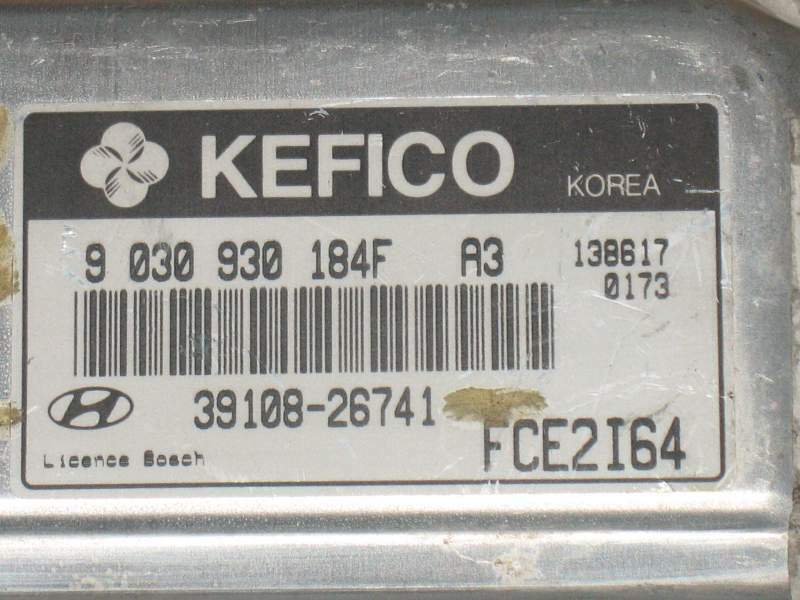 KEFICO KOREA
9 030 930 184F A3 138617
0173
39108-26741
FCE2I64
Licence Bosch